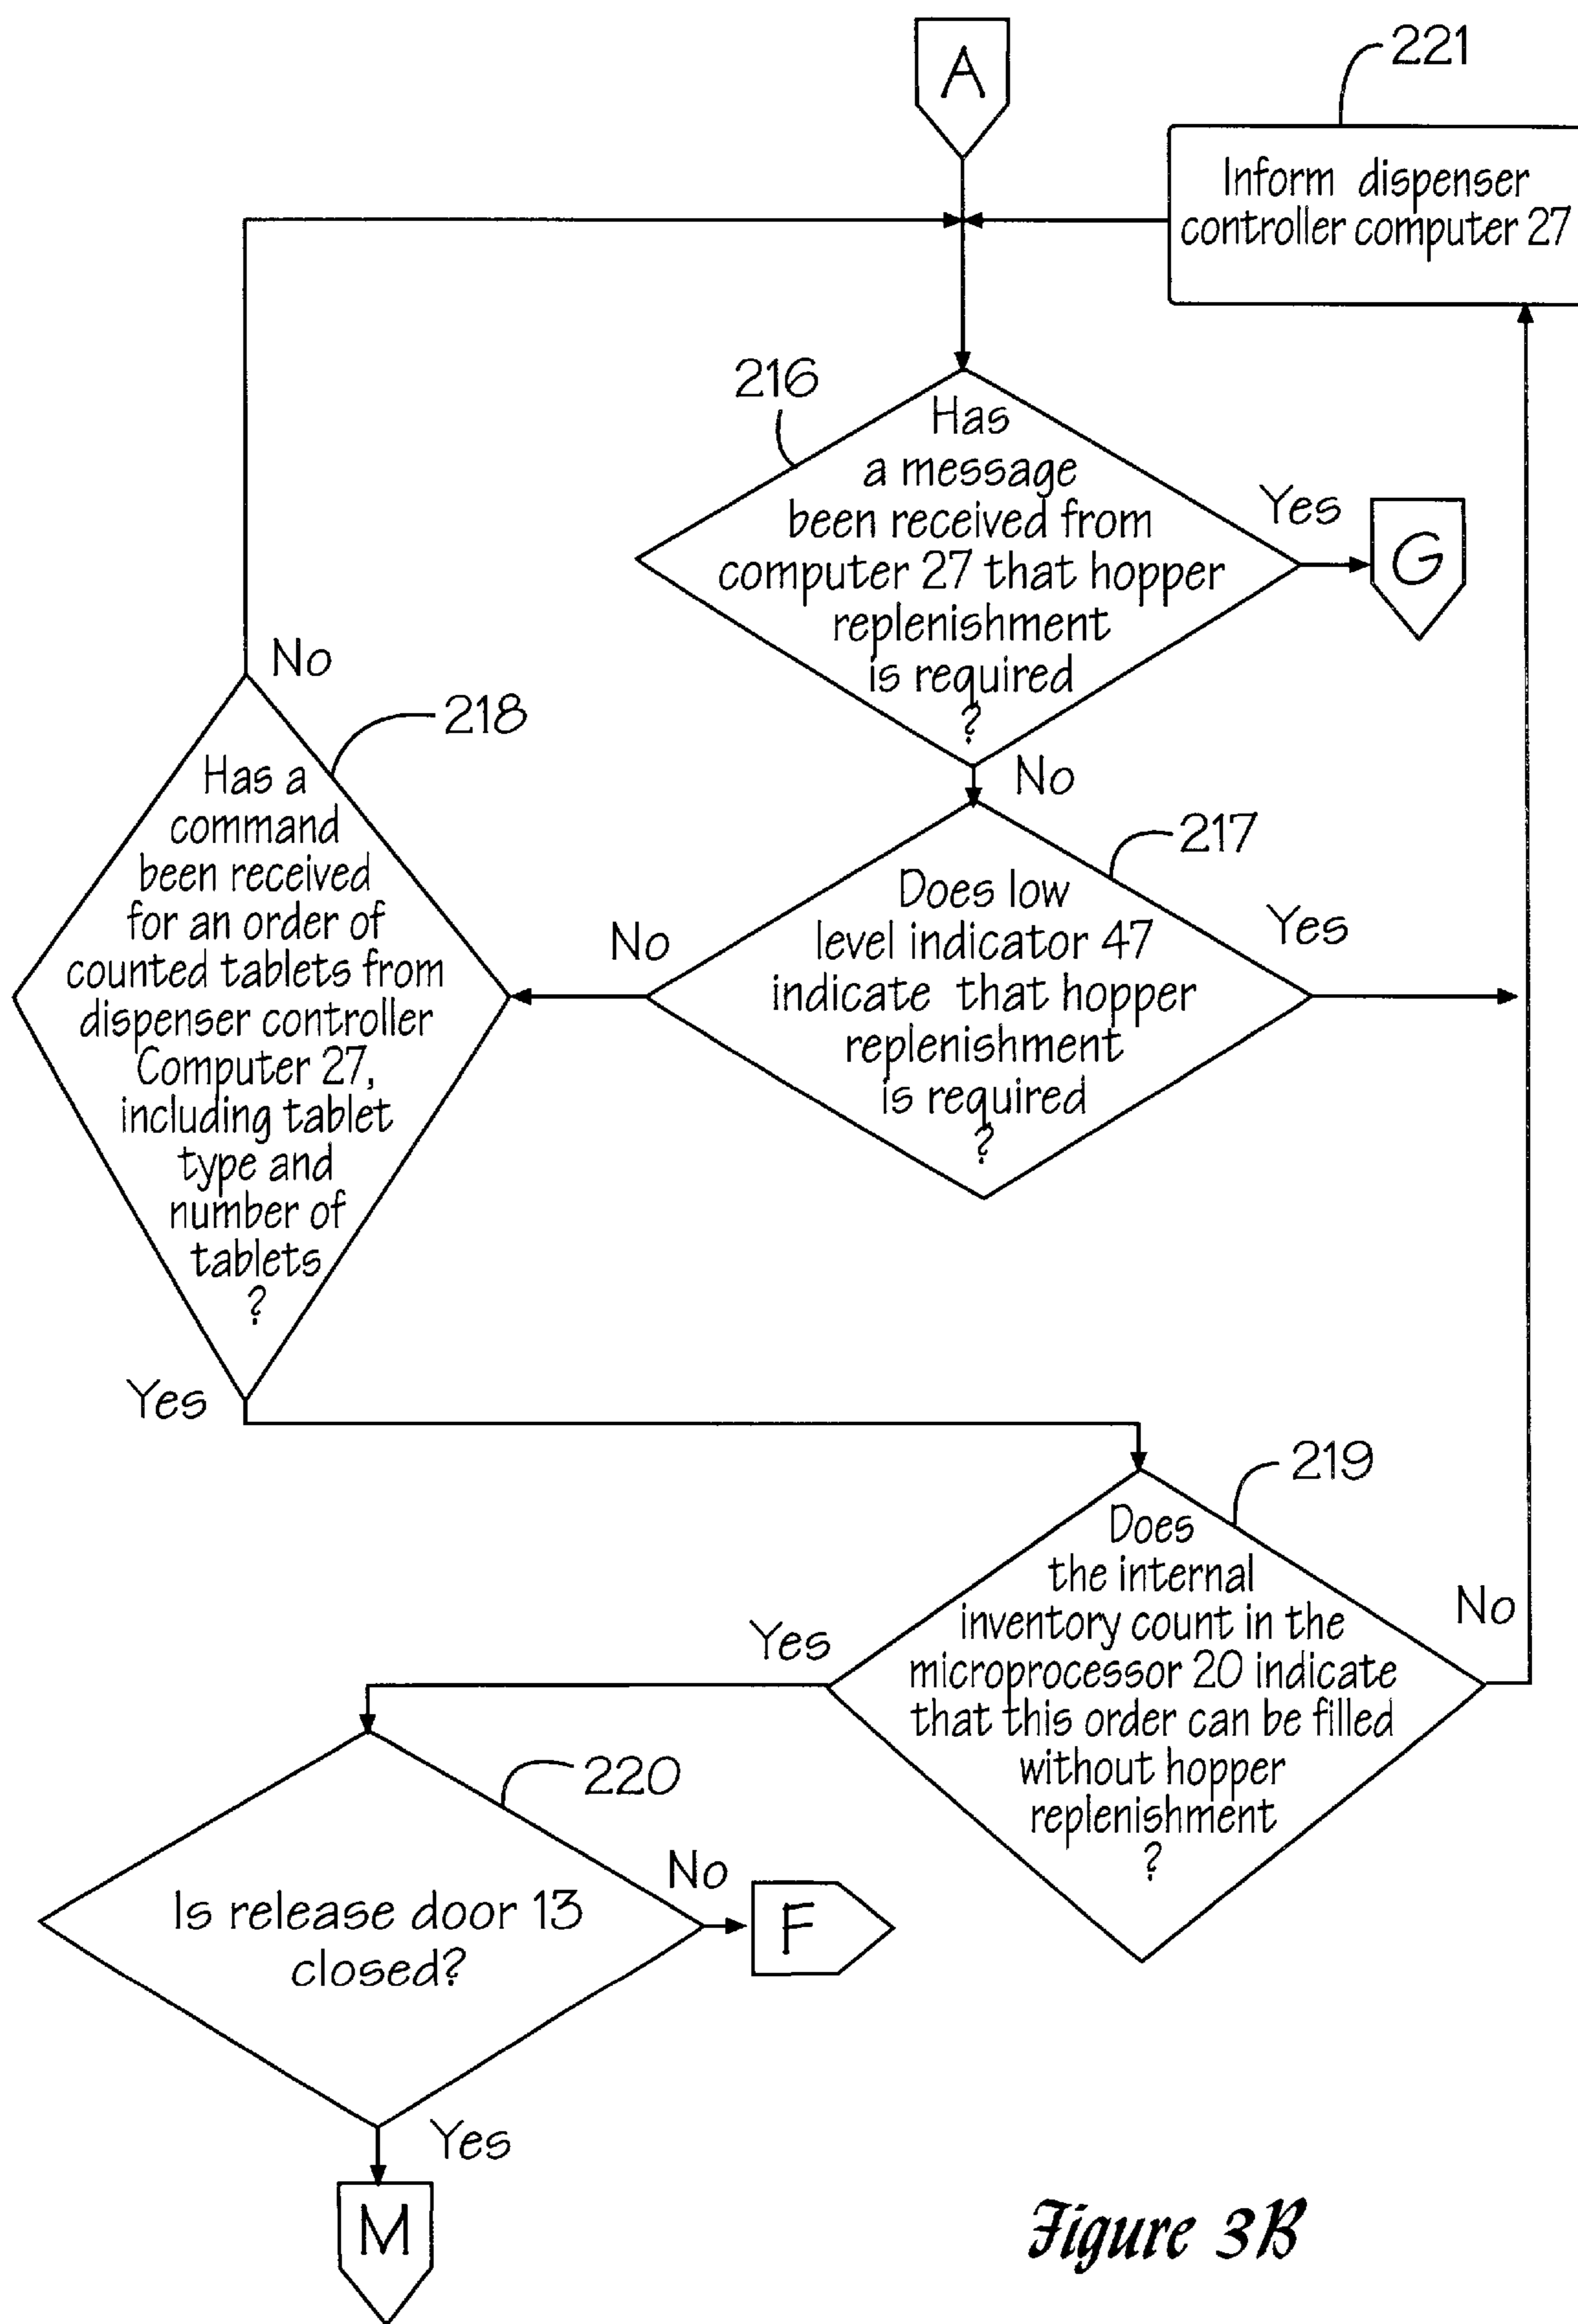 A
221
Inform dispenser
controller computer 27
216
Has
a message
been received from
computer 27 that hopper
replenishment
is required
?
Yes
G
No
No
218
Has a
command
been received
for an order of
counted tablets from
dispenser controller
Computer 27,
including tablet
type and
number of
tablets
?
217
Does low
level indicator 47
indicate that hopper
replenishment
is required
?
No
Yes
Yes
219
Does
the internal
inventory count in the
microprocessor 20 indicate
that this order can be filled
without hopper
replenishment
?
No
Yes
220
Is release door 13
closed?
No
F
Yes
M
Figure 3B